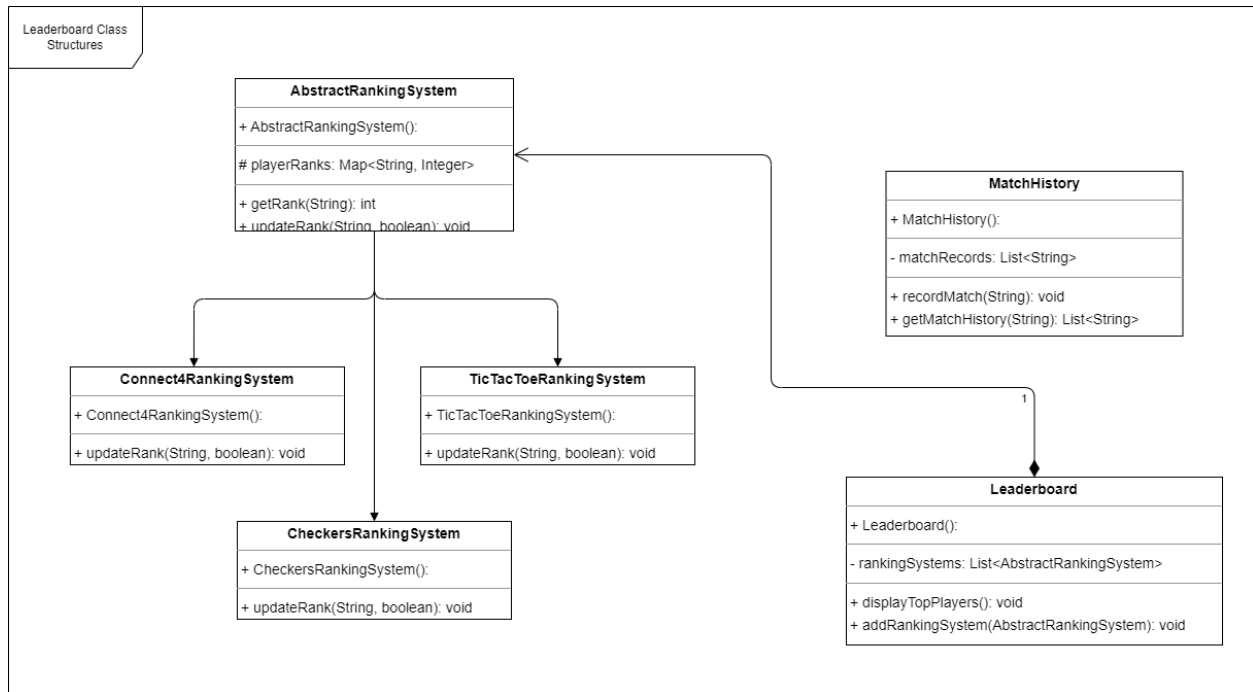 Leaderboard Class
Structures
AbstractRankingSystem
+ AbstractRankingSystem():
# playerRanks: Map<String, Integer>
+ getRank(String): int
+ updateRank(String, boolean): void
MatchHistory
+ MatchHistory():
- matchRecords: List<String>
+ recordMatch(String): void
+ getMatchHistory(String): List<String>
Connect4RankingSystem
+ Connect4RankingSystem():
+ updateRank(String, boolean): void
TicTacToeRankingSystem
+ TicTacToeRankingSystem():
+ updateRank(String, boolean): void
1
CheckersRankingSystem
+ CheckersRankingSystem():
+ updateRank(String, boolean): void
Leaderboard
+ Leaderboard():
- rankingSystems: List<AbstractRankingSystem>
+ displayTopPlayers(): void
+ addRankingSystem(AbstractRankingSystem): void